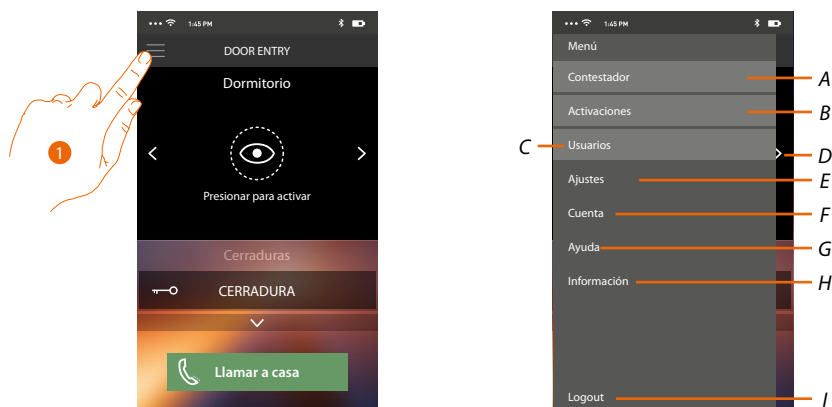 1:45 PM
DOOR ENTRY
Dormitorio
Presionar para activar
Cerraduras
CERRADURA
Llamar a casa
1
1:45 PM
Menú
Contestador
A
Activaciones
B
C
Usuarios
D
Ajustes
E
Cuenta
F
Ayuda
G
Información
H
Logout
I